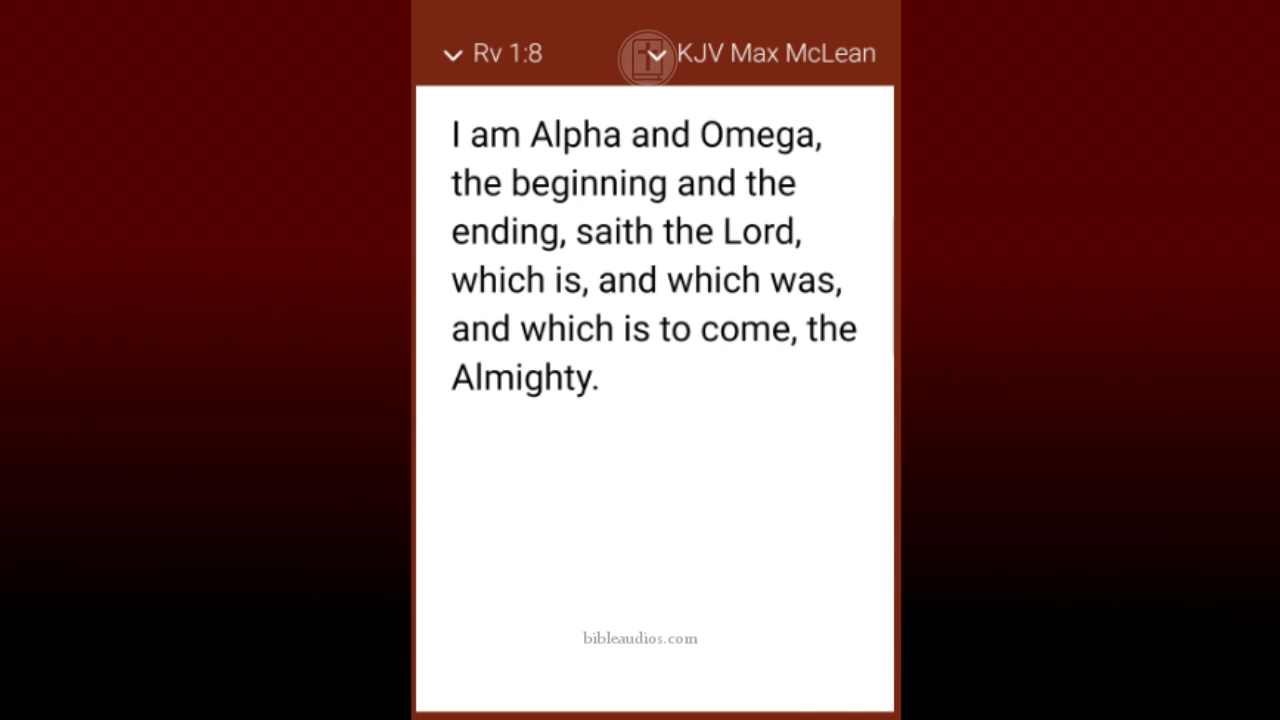 Rv 1:8 KJV Max McLean
I am Alpha and Omega,
the beginning and the
ending, saith the Lord,
which is, and which was,
and which is to come, the
Almighty.
bibleaudios.com